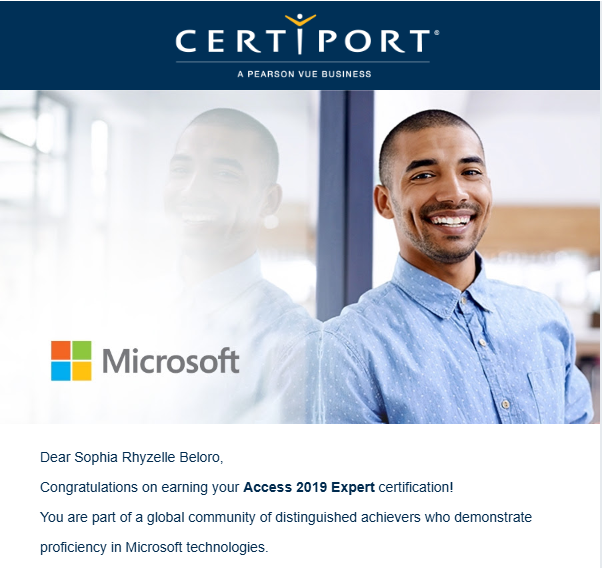 CERTIPORT®
A PEARSON VUE BUSINESS
Microsoft
Dear Sophia Rhyzelle Beloro,
Congratulations on earning your Access 2019 Expert certification!
You are part of a global community of distinguished achievers who demonstrate
proficiency in Microsoft technologies.